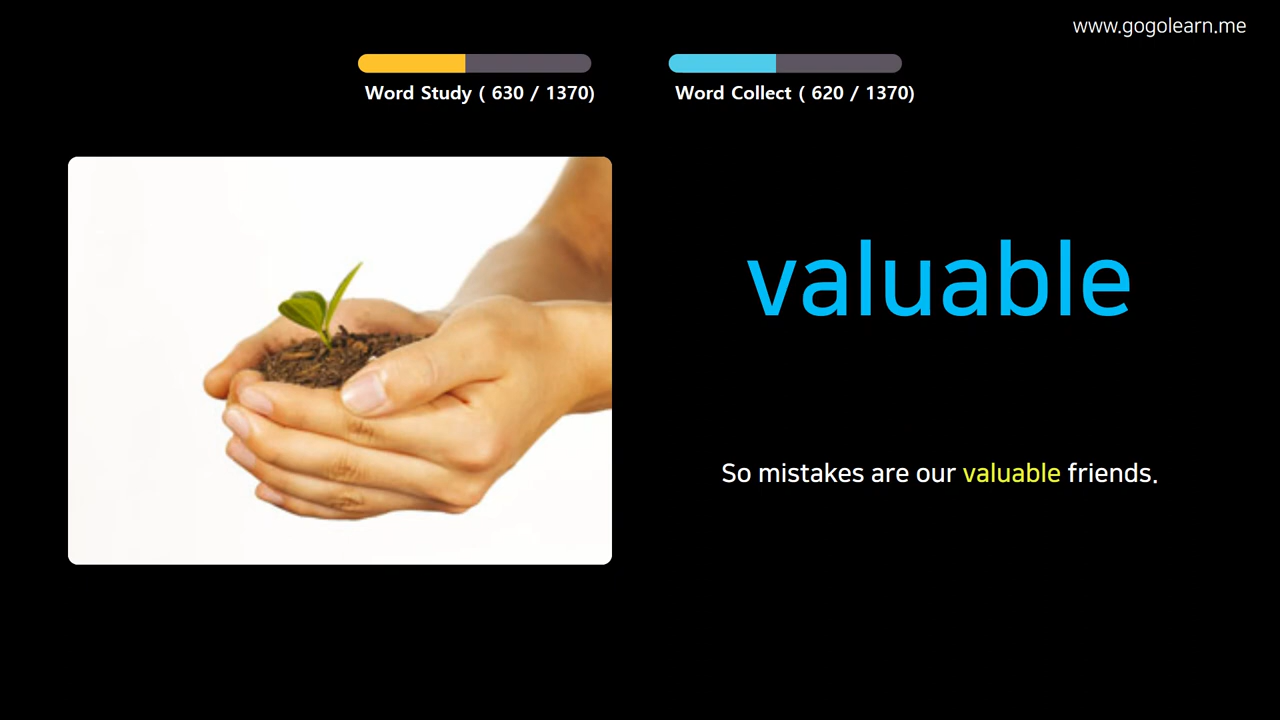 www.gogolearn.me
Word Study ( 630 / 1370)
Word Collect ( 620 / 1370)
valuable
So mistakes are our valuable friends.